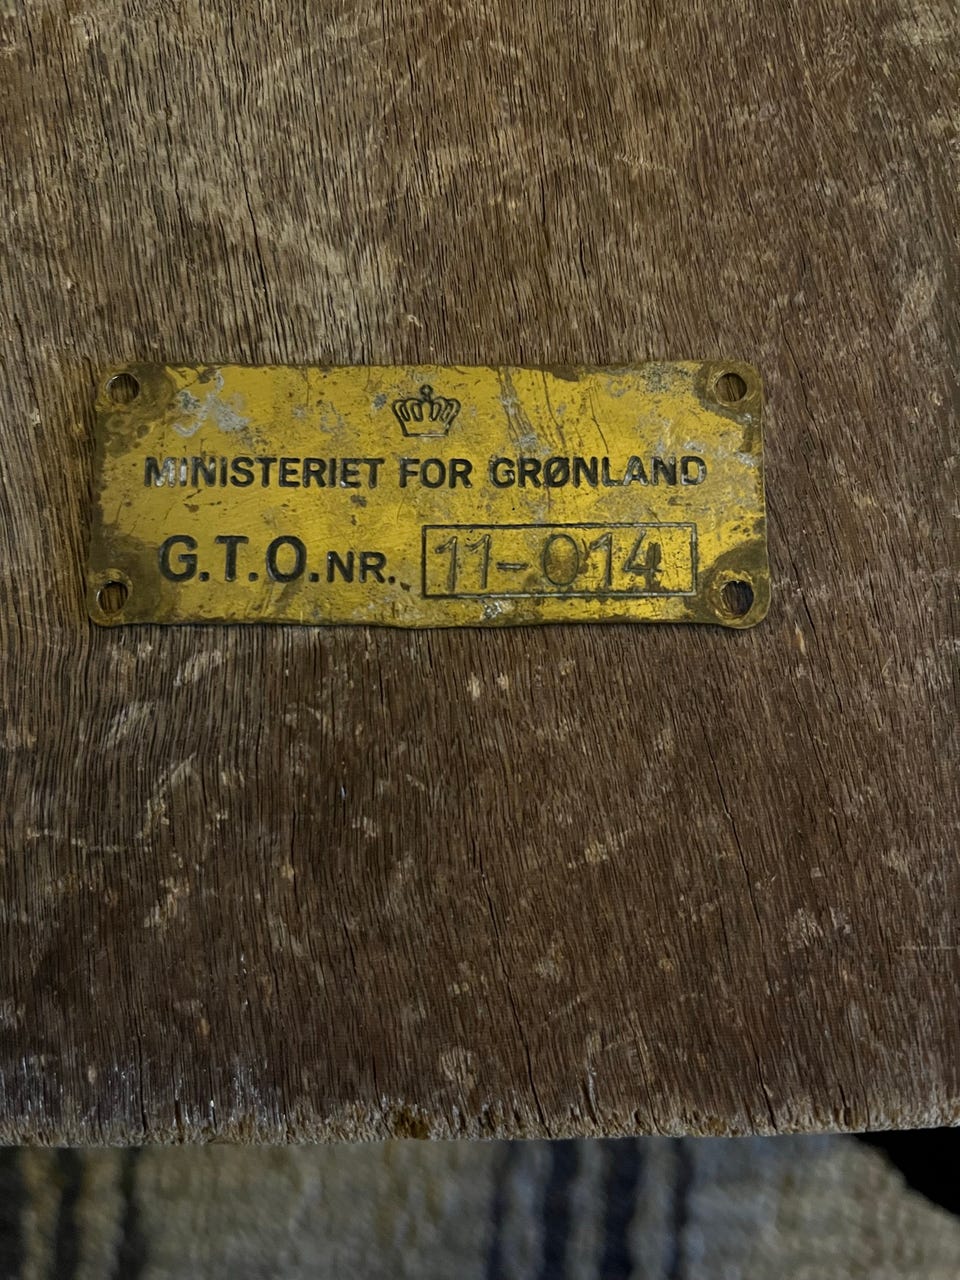 MINISTERIET FOR GRØNLAND
G.T.O. NR. 11-014